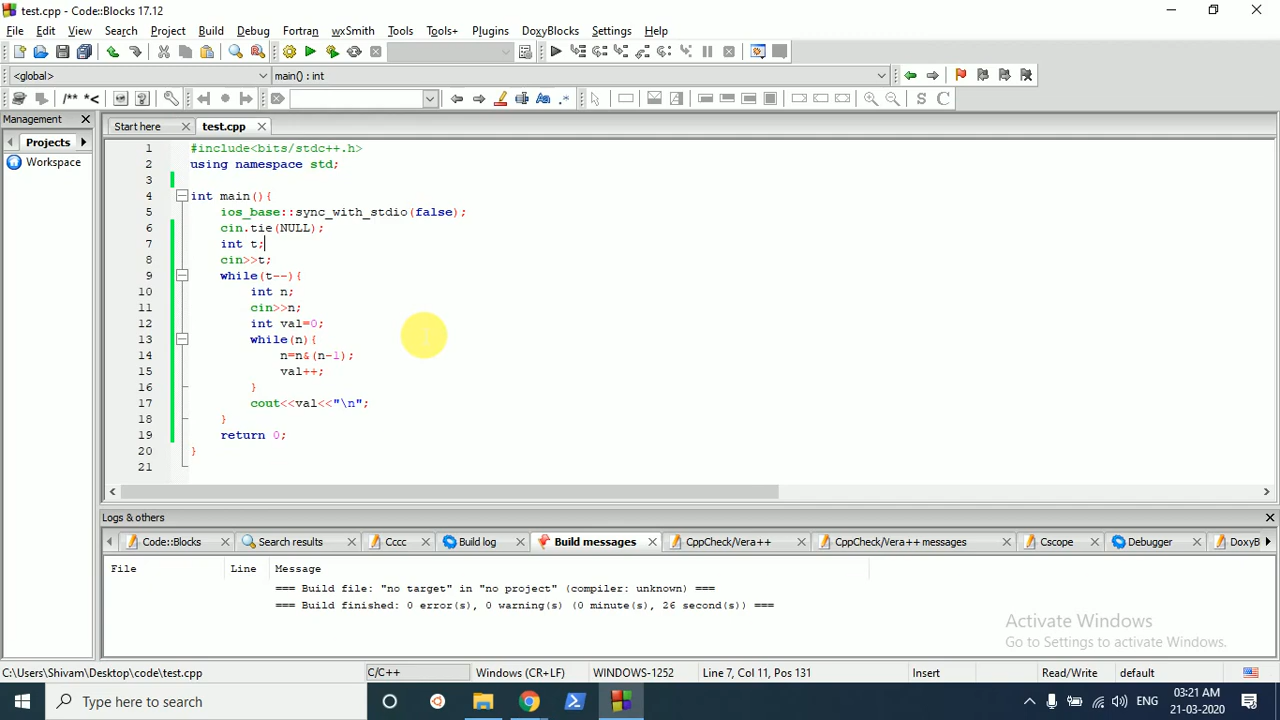 test.cpp - Code::Blocks 17.12
File Edit View Search Project Build Debug Fortran wxSmith Tools Tools+ Plugins DoxyBlocks Settings Help
<global> main() : int
/** *< S C
Management Start here test.cpp
Projects
Workspace
1 #include<bits/stdc++.h>
2 using namespace std;
3
4 int main(){
5 ios_base::sync_with_stdio(false);
6 cin.tie(NULL);
7 int t;
8 cin>>t;
9 while(t--){
10 int n;
11 cin>>n;
12 int val=0;
13 while(n){
14 n=n&(n-1);
15 val++;
16 }
17 cout<<val<<"\n";
18 }
19 return 0;
20 }
21
Logs & others
Code::Blocks Search results Cccc Build log Build messages CppCheck/Vera++ CppCheck/Vera++ messages Cscope Debugger DoxyB
File Line Message
=== Build file: "no target" in "no project" (compiler: unknown) ===
=== Build finished: 0 error(s), 0 warning(s) (0 minute(s), 26 second(s)) ===
Activate Windows
Go to Settings to activate Windows.
C:\Users\Shivam\Desktop\code\test.cpp C/C++ Windows (CR+LF) WINDOWS-1252 Line 7, Col 11, Pos 131 Insert Read/Write default
Type here to search ENG 03:21 AM
21-03-2020